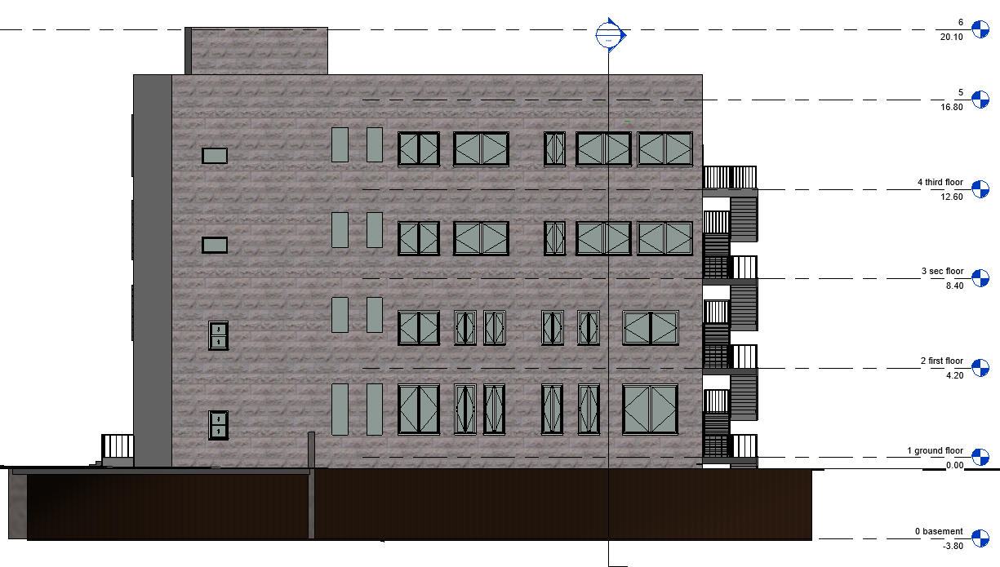 6
20.10
5
16.80
4 third floor
12.60
3 sec floor
8.40
2 first floor
4.20
1 ground floor
0.00
0 basement
-3.80